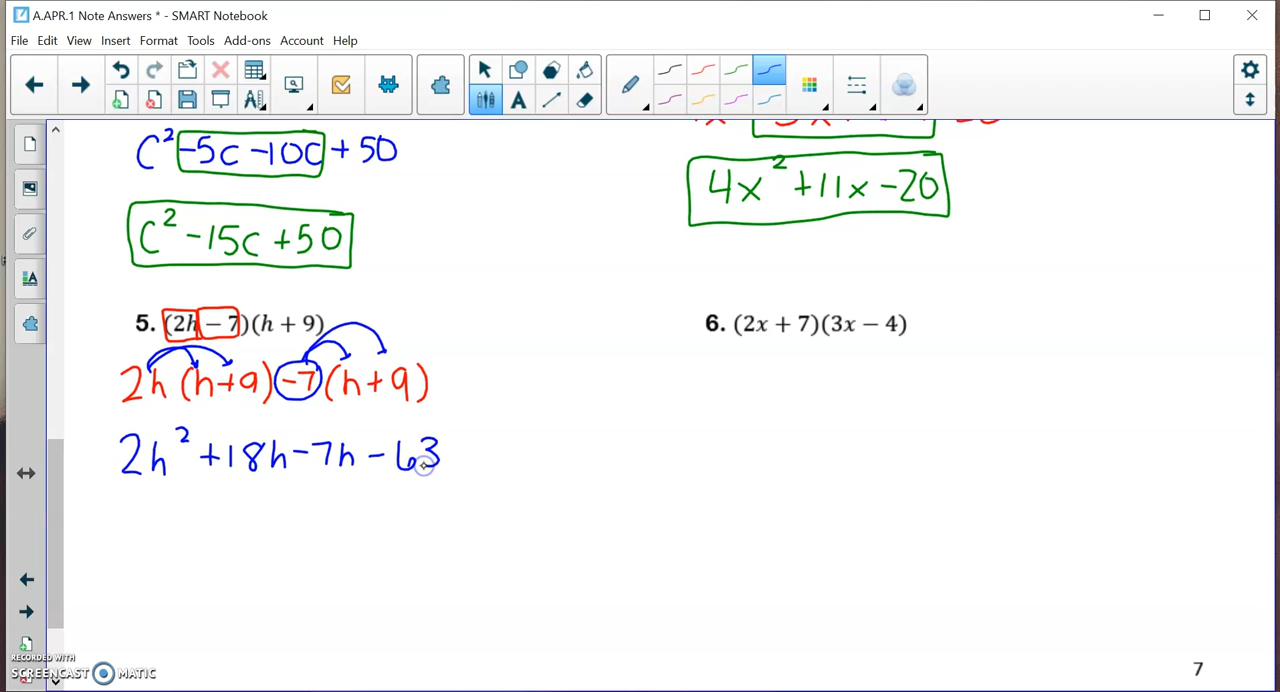 A.APR.1 Note Answers * - SMART Notebook
File Edit View Insert Format Tools Add-ons Account Help
C² -5C -10C + 50
C² -15C + 50
4x² +11x -20
5. (2h − 7)(h + 9)
2h (h+9) -7 (h+9)
2h² +18h -7h - 63
6. (2x + 7)(3x − 4)
RECORDED WITH
SCREENCAST MATIC
7